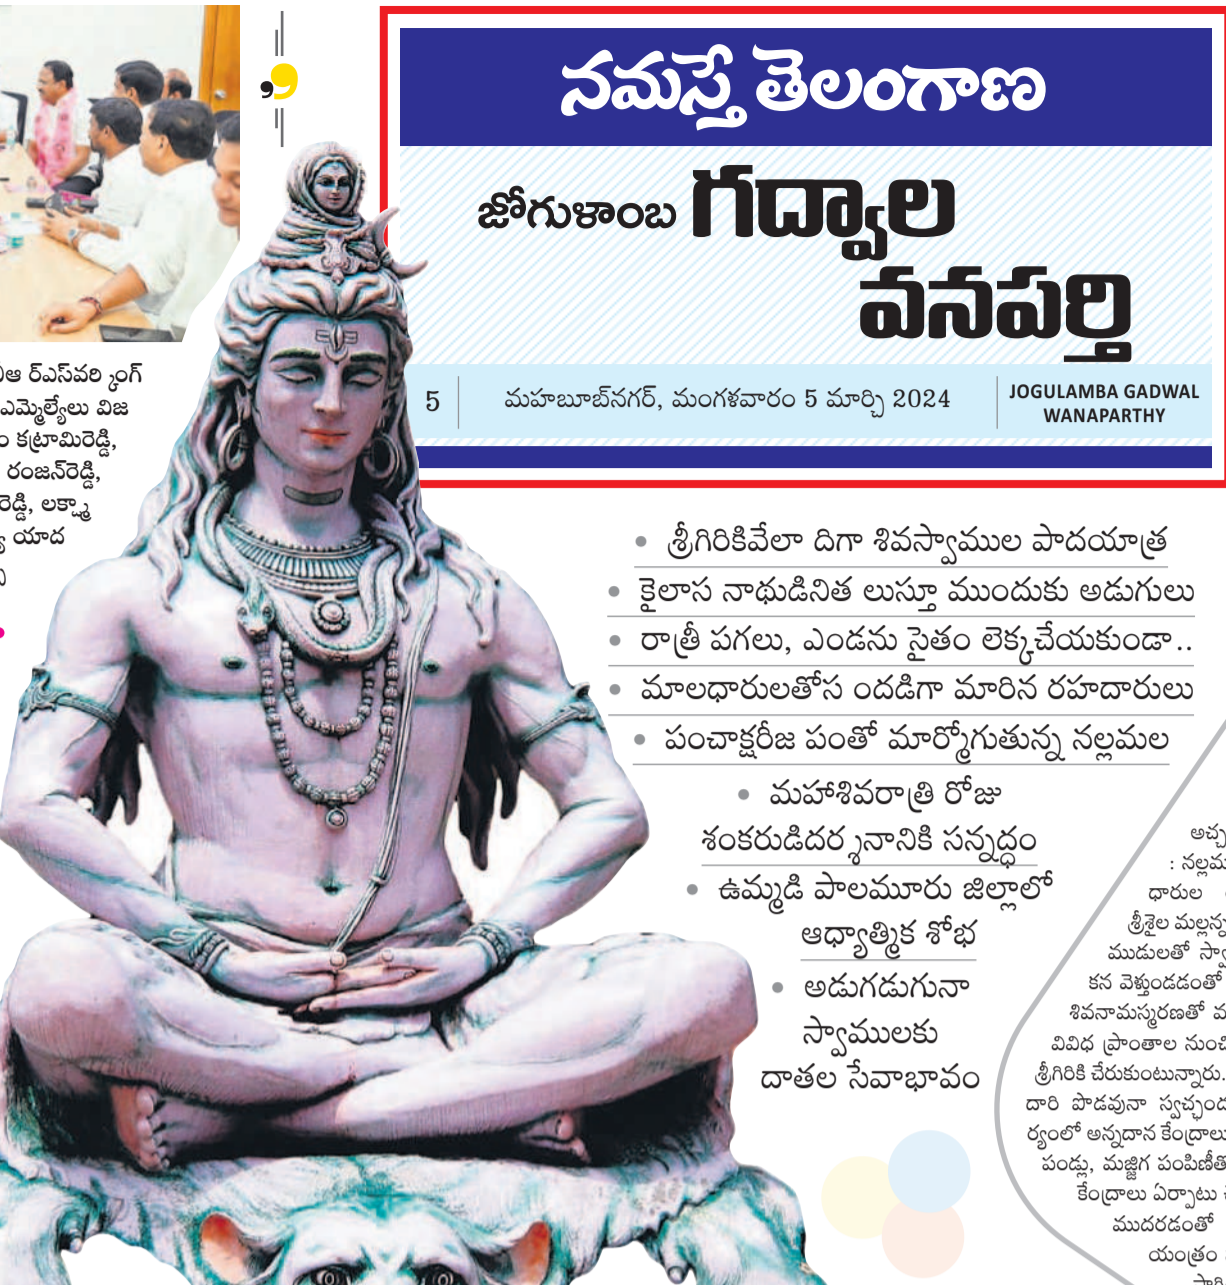 నమస్తే తెలంగాణ
జోగుళాంబ గద్వాల
వనపర్తి
5 మహబూబ్‌నగర్, మంగళవారం 5 మార్చి 2024 JOGULAMBA GADWAL
WANAPARTHY
ర్ఎస్‌వర్కింగ్
ఎమ్మెల్యేలు విజ
కట్రామిరెడ్డి,
రంజన్‌రెడ్డి,
రెడ్డి, లక్ష్మా
యాద
• శ్రీగిరికివేలా దిగా శివస్వాముల పాదయాత్ర
• కైలాస నాథుడినిత లుస్తూ ముందుకు అడుగులు
• రాత్రీ పగలు, ఎండను సైతం లెక్కచేయకుండా..
• మాలధారులతోస ందడిగా మారిన రహదారులు
• పంచాక్షరీజ పంతో మార్మోగుతున్న నల్లమల
• మహాశివరాత్రి రోజు
శంకరుడిదర్శనానికి సన్నద్ధం
• ఉమ్మడి పాలమూరు జిల్లాలో
ఆధ్యాత్మిక శోభ
• అడుగడుగునా
స్వాములకు
దాతల సేవాభావం
అచ్చ
: నల్లమ
ధారుల
శ్రీశైల మల్లన్న
ముడులతో స్వా
కన వెళ్తుండడంతో
శివనామస్మరణతో
వివిధ ప్రాంతాల నుంచి
శ్రీగిరికి చేరుకుంటున్నారు.
దారి పొడవునా స్వచ్ఛంద
ర్యంలో అన్నదాన కేంద్రాలు
పండ్లు, మజ్జిగ పంపిణీతో
కేంద్రాలు ఏర్పాటు
ముదరడంతో
యంత్రం